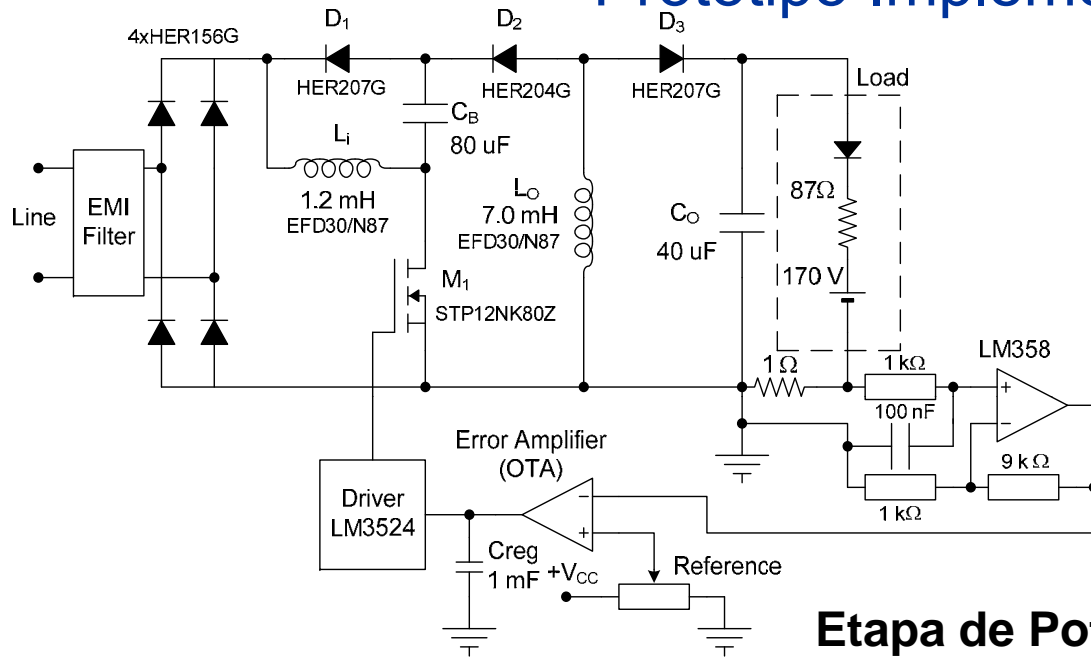 4xHER156G
D1
HER207G
D2
HER204G
D3
HER207G
Load
CB
80 uF
Li
1.2 mH
EFD30/N87
LO
7.0 mH
EFD30/N87
CO
40 uF
87Ω
170 V
Line
EMI
Filter
M1
STP12NK80Z
1Ω
1 kΩ
100 nF
LM358
+
−
9 kΩ
1 kΩ
Error Amplifier
(OTA)
−
+
Driver
LM3524
Creg
1 mF
+VCC
Reference
Etapa de